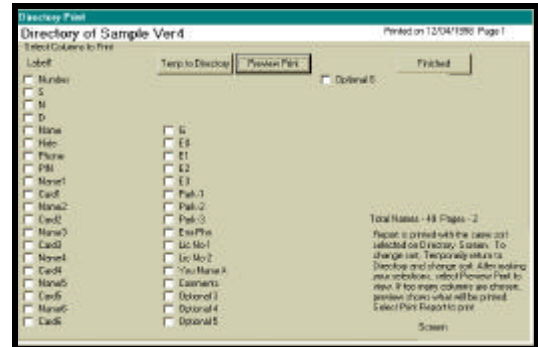 Directory Print
Directory of Sample Ver4
Printed on 12/04/1998 Page 1
Select Columns to Print
Label!
Temp to Directory
Preview Print
Finished
Number
Optional 6
S
N
D
Name
G
Hide
E0
Phone
E1
PIN
E2
Name1
E3
Card1
Park-1
Name2
Park-2
Card2
Park-3
Name3
Em-Pho
Card3
Lic No-1
Name4
Lic No-2
Card4
You Name it
Name5
Comments
Card5
Optional 3
Name6
Optional 4
Card6
Optional 5
Total Names - 48 Pages - 2
Report is printed with the same sort
selected on Directory Screen. To
change sort, Temporarily return to
Directory and change sort. After making
your selections, select Preview Print to
view. If too many columns are chosen,
preview shows what will be printed.
Select Print Report to print
Screen